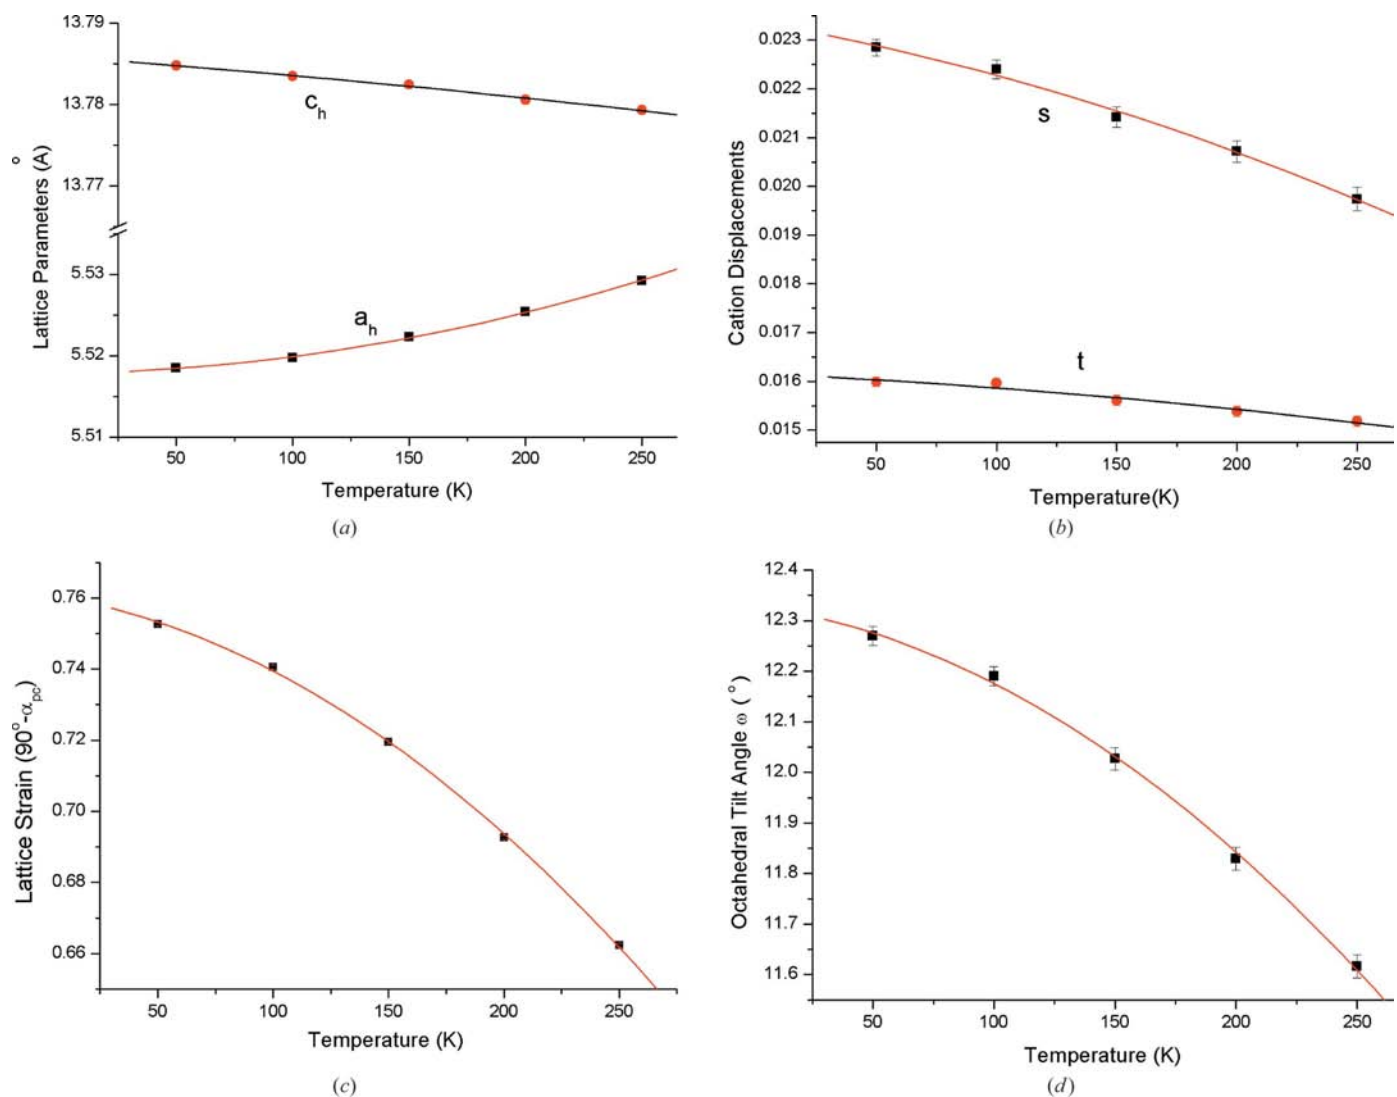 13.79
13.78
13.77
5.53
5.52
5.51
Lattice Parameters (A)
o
c_h
a_h
50 100 150 200 250
Temperature (K)
(a)
0.023
0.022
0.021
0.020
0.019
0.018
0.017
0.016
0.015
Cation Displacements
s
t
50 100 150 200 250
Temperature(K)
(b)
0.76
0.74
0.72
0.70
0.68
0.66
Lattice Strain (90°-α_pc)
50 100 150 200 250
Temperature (K)
(c)
12.4
12.3
12.2
12.1
12.0
11.9
11.8
11.7
11.6
Octahedral Tilt Angle ω (°)
50 100 150 200 250
Temperature (K)
(d)